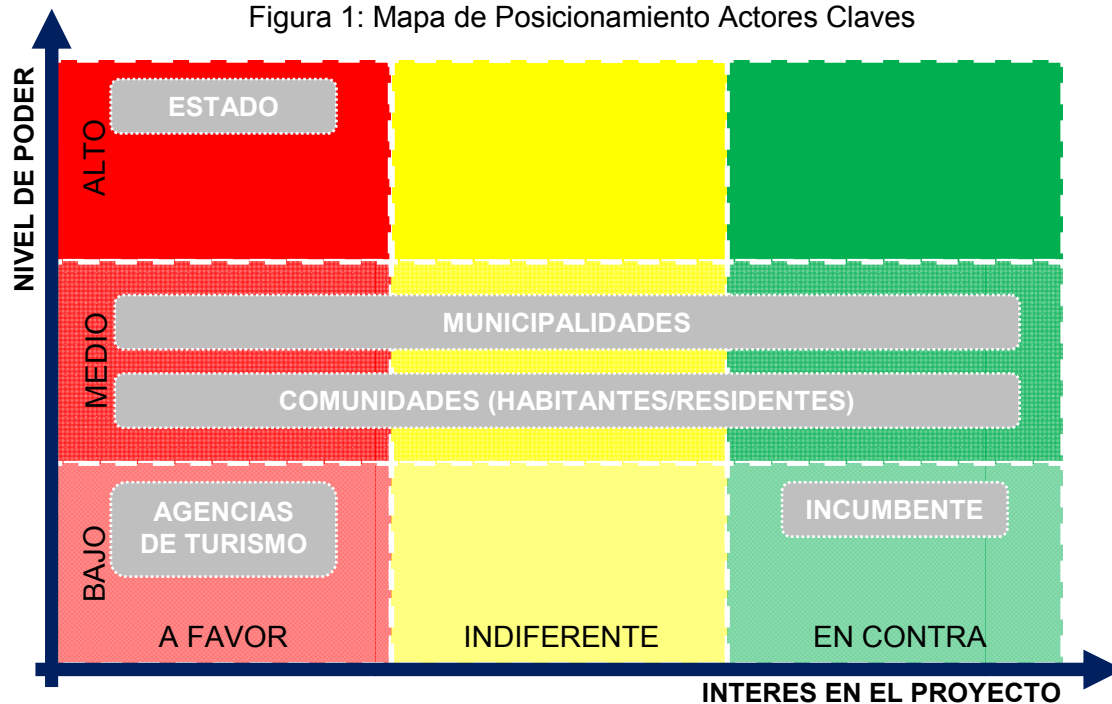 Figura 1: Mapa de Posicionamiento Actores Claves
NIVEL DE PODER
ALTO
ESTADO
MEDIO
MUNICIPALIDADES
COMUNIDADES (HABITANTES/RESIDENTES)
BAJO
AGENCIAS
DE TURISMO
INCUMBENTE
A FAVOR
INDIFERENTE
EN CONTRA
INTERES EN EL PROYECTO